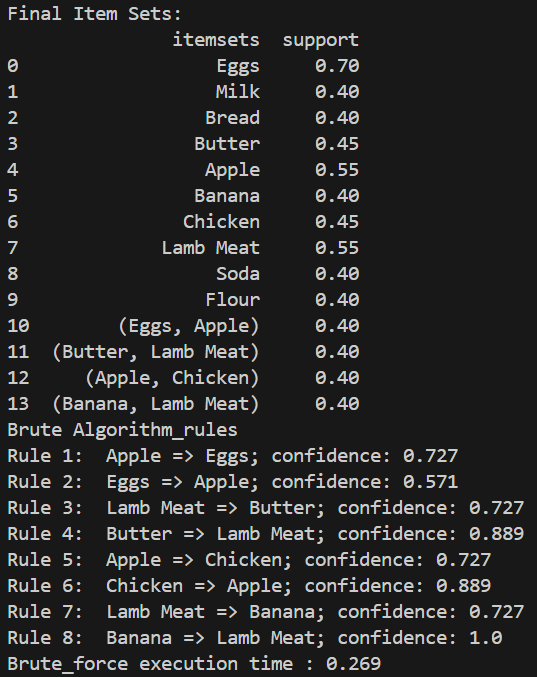 Final Item Sets:
itemsets support
0 Eggs 0.70
1 Milk 0.40
2 Bread 0.40
3 Butter 0.45
4 Apple 0.55
5 Banana 0.40
6 Chicken 0.45
7 Lamb Meat 0.55
8 Soda 0.40
9 Flour 0.40
10 (Eggs, Apple) 0.40
11 (Butter, Lamb Meat) 0.40
12 (Apple, Chicken) 0.40
13 (Banana, Lamb Meat) 0.40
Brute Algorithm_rules
Rule 1: Apple => Eggs; confidence: 0.727
Rule 2: Eggs => Apple; confidence: 0.571
Rule 3: Lamb Meat => Butter; confidence: 0.727
Rule 4: Butter => Lamb Meat; confidence: 0.889
Rule 5: Apple => Chicken; confidence: 0.727
Rule 6: Chicken => Apple; confidence: 0.889
Rule 7: Lamb Meat => Banana; confidence: 0.727
Rule 8: Banana => Lamb Meat; confidence: 1.0
Brute_force execution time : 0.269